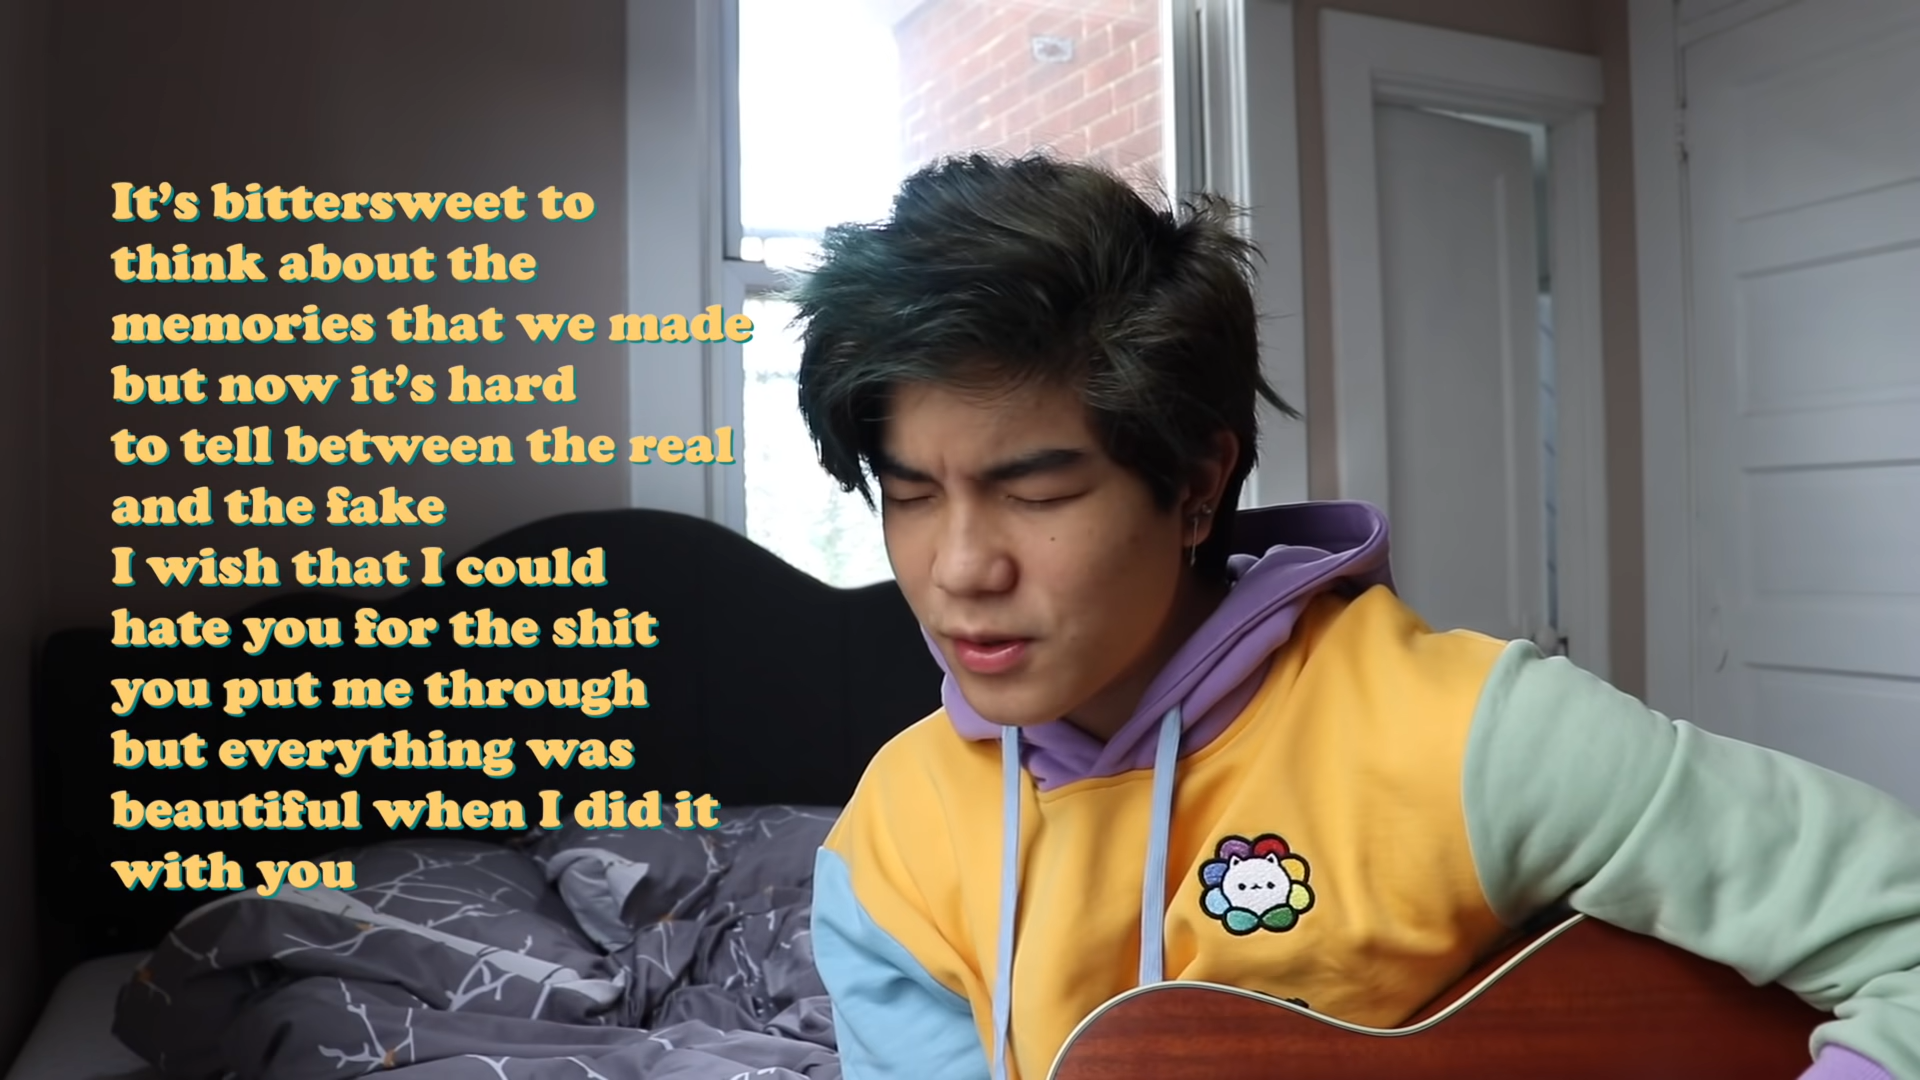 It’s bittersweet to
think about the
memories that we made
but now it’s hard
to tell between the real
and the fake
I wish that I could
hate you for the shit
you put me through
but everything was
beautiful when I did it
with you